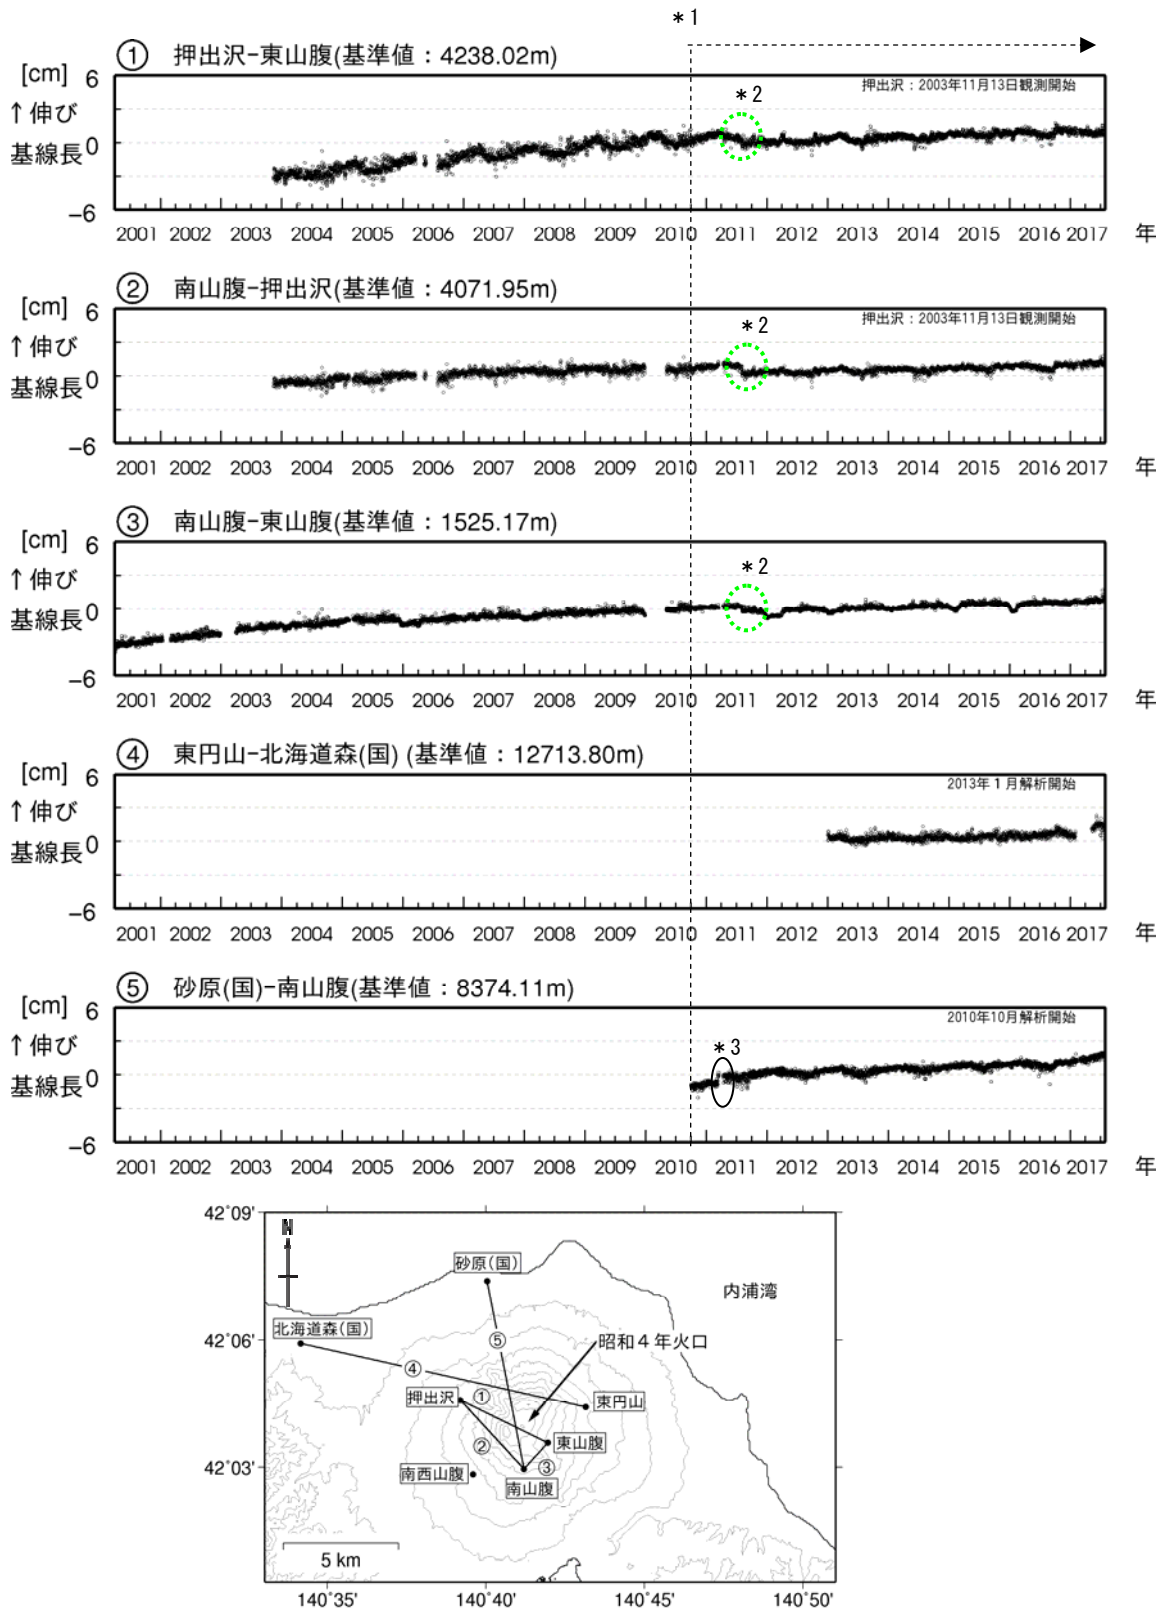 ＊1
① 押出沢−東山腹(基準値：4238.02m)
[cm]
↑伸び
基線長
6
0
−6
押出沢：2003年11月13日観測開始
＊2
2001 2002 2003 2004 2005 2006 2007 2008 2009 2010 2011 2012 2013 2014 2015 2016 2017 年
② 南山腹−押出沢(基準値：4071.95m)
[cm]
↑伸び
基線長
6
0
−6
押出沢：2003年11月13日観測開始
＊2
2001 2002 2003 2004 2005 2006 2007 2008 2009 2010 2011 2012 2013 2014 2015 2016 2017 年
③ 南山腹−東山腹(基準値：1525.17m)
[cm]
↑伸び
基線長
6
0
−6
＊2
2001 2002 2003 2004 2005 2006 2007 2008 2009 2010 2011 2012 2013 2014 2015 2016 2017 年
④ 東円山−北海道森(国) (基準値：12713.80m)
[cm]
↑伸び
基線長
6
0
−6
2013年１月解析開始
2001 2002 2003 2004 2005 2006 2007 2008 2009 2010 2011 2012 2013 2014 2015 2016 2017 年
⑤ 砂原(国)−南山腹(基準値：8374.11m)
[cm]
↑伸び
基線長
6
0
−6
2010年10月解析開始
＊3
2001 2002 2003 2004 2005 2006 2007 2008 2009 2010 2011 2012 2013 2014 2015 2016 2017 年
42˚09'
N
砂原(国)
内浦湾
北海道森(国)
42˚06'
⑤
昭和４年火口
④
押出沢
①
東円山
②
東山腹
42˚03'
南西山腹
③
南山腹
5 km
140˚35' 140˚40' 140˚45' 140˚50'